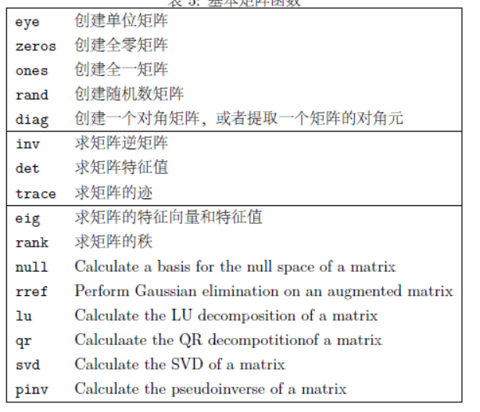 表 5: 基本矩阵函数
eye 创建单位矩阵
zeros 创建全零矩阵
ones 创建全一矩阵
rand 创建随机数矩阵
diag 创建一个对角矩阵，或者提取一个矩阵的对角元
inv 求矩阵逆矩阵
det 求矩阵特征值
trace 求矩阵的迹
eig 求矩阵的特征向量和特征值
rank 求矩阵的秩
null Calculate a basis for the null space of a matrix
rref Perform Gaussian elimination on an augmented matrix
lu Calculate the LU decomposition of a matrix
qr Calculaate the QR decompotitionof a matrix
svd Calculate the SVD of a matrix
pinv Calculate the pseudoinverse of a matrix